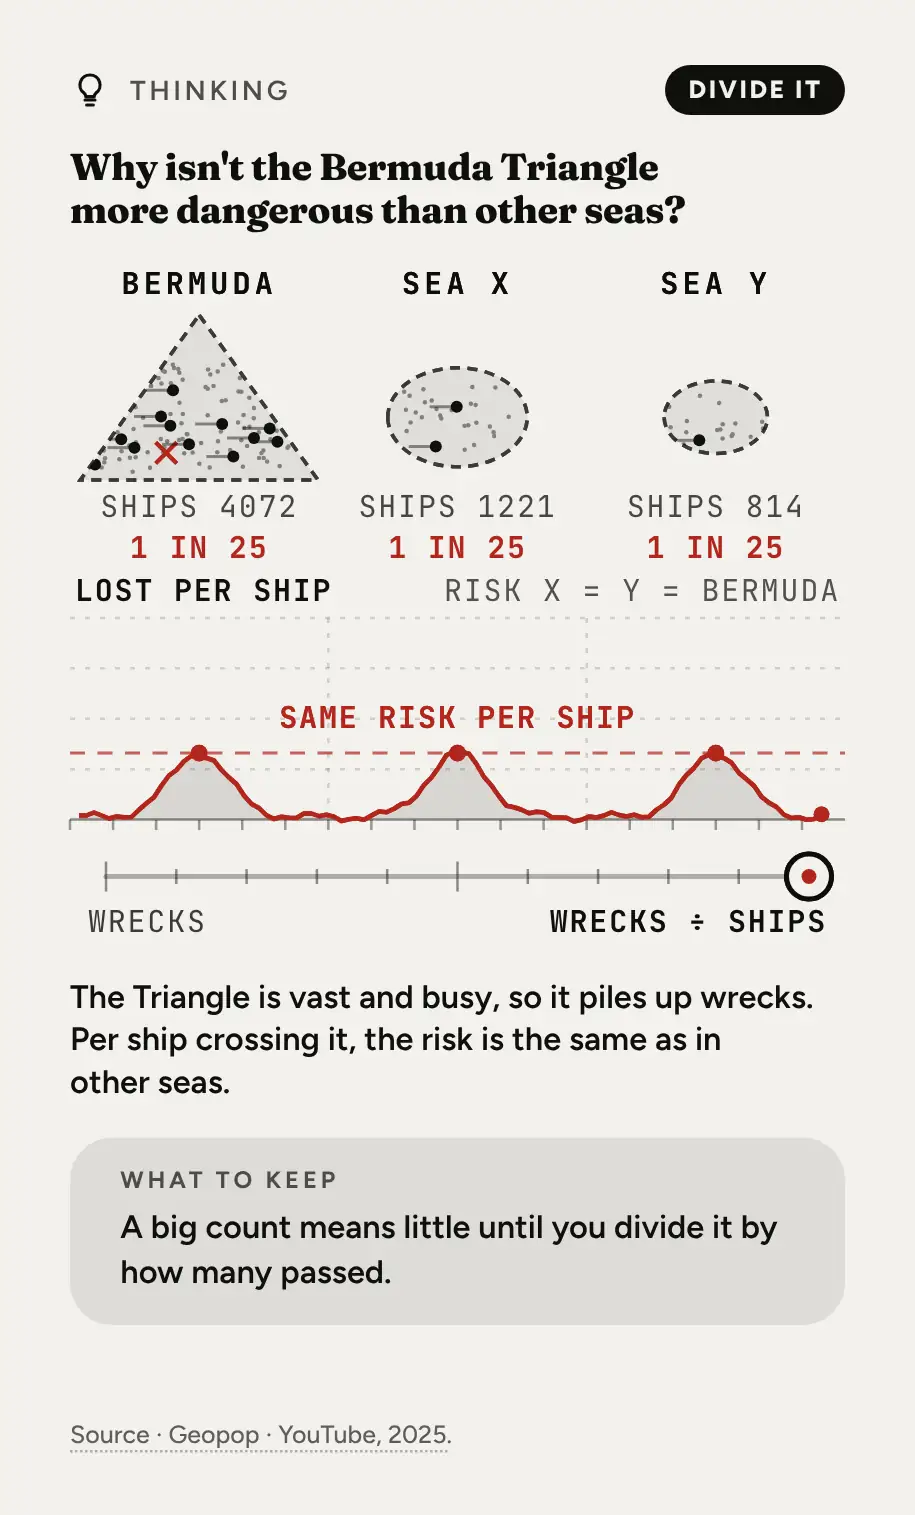 THINKING
DIVIDE IT
Why isn't the Bermuda Triangle
more dangerous than other seas?
BERMUDA
SEA X
SEA Y
SHIPS 4072
SHIPS 1221
SHIPS 814
1 IN 25
1 IN 25
1 IN 25
LOST PER SHIP
RISK X = Y = BERMUDA
SAME RISK PER SHIP
WRECKS
WRECKS ÷ SHIPS
The Triangle is vast and busy, so it piles up wrecks.
Per ship crossing it, the risk is the same as in
other seas.
WHAT TO KEEP
A big count means little until you divide it by
how many passed.
Source · Geopop · YouTube, 2025.